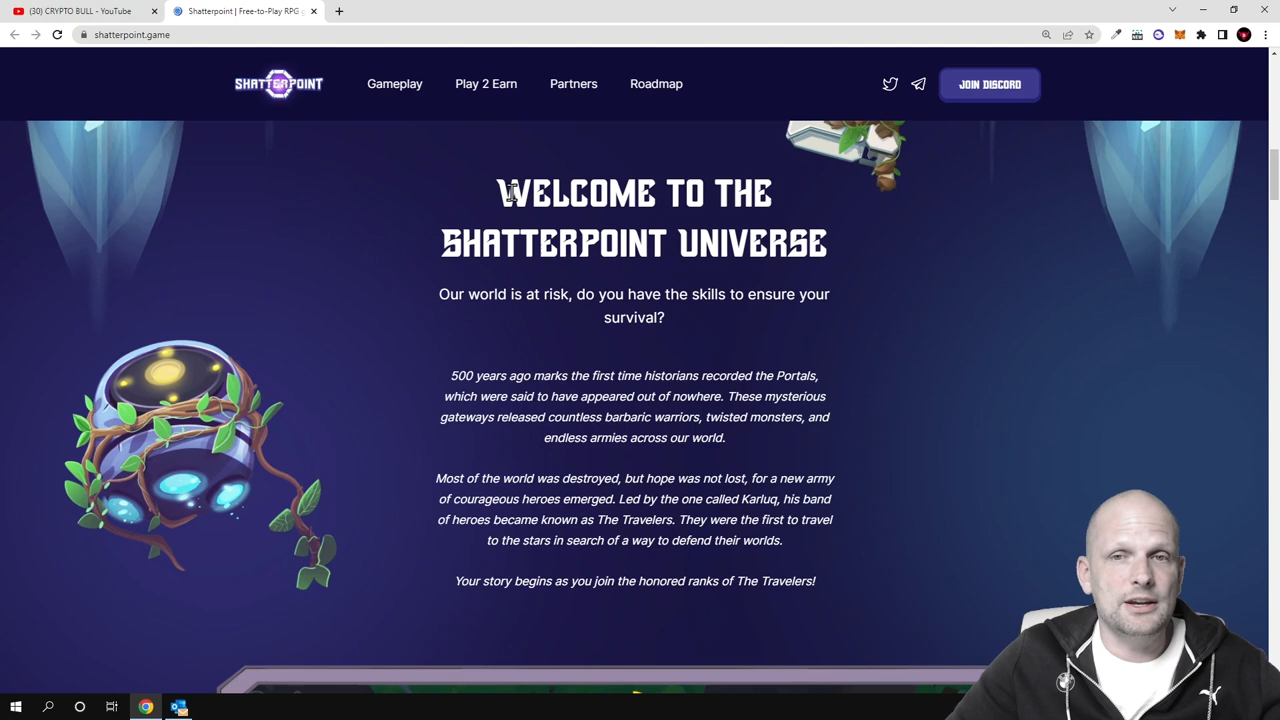 (30) CRYPTO BULL - YouTube
Shatterpoint | Free-to-Play RPG g
shatterpoint.game
SHATTERPOINT
Gameplay
Play 2 Earn
Partners
Roadmap
JOIN DISCORD
WELCOME TO THE
SHATTERPOINT UNIVERSE
Our world is at risk, do you have the skills to ensure your
survival?
500 years ago marks the first time historians recorded the Portals,
which were said to have appeared out of nowhere. These mysterious
gateways released countless barbaric warriors, twisted monsters, and
endless armies across our world.
Most of the world was destroyed, but hope was not lost, for a new army
of courageous heroes emerged. Led by the one called Karluq, his band
of heroes became known as The Travelers. They were the first to travel
to the stars in search of a way to defend their worlds.
Your story begins as you join the honored ranks of The Travelers!